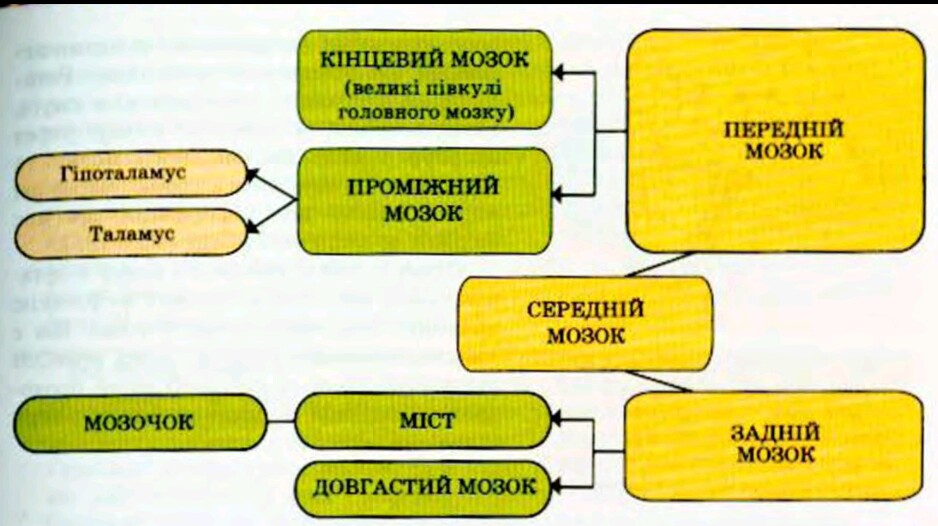 КІНЦЕВИЙ МОЗОК
(великі півкулі
головного мозку)
ПЕРЕДНІЙ
МОЗОК
Гіпоталамус
ПРОМІЖНИЙ
МОЗОК
Таламус
СЕРЕДНІЙ
МОЗОК
МОЗОЧОК
МІСТ
ЗАДНІЙ
МОЗОК
ДОВГАСТИЙ МОЗОК